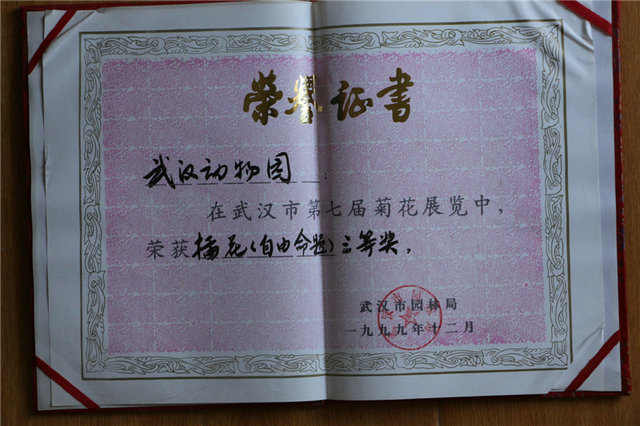 荣誉证书
武汉动物园：
在武汉市第七届菊花展览中，
荣获插花（自由命题）三等奖。
武汉市园林局
一九九九年十二月